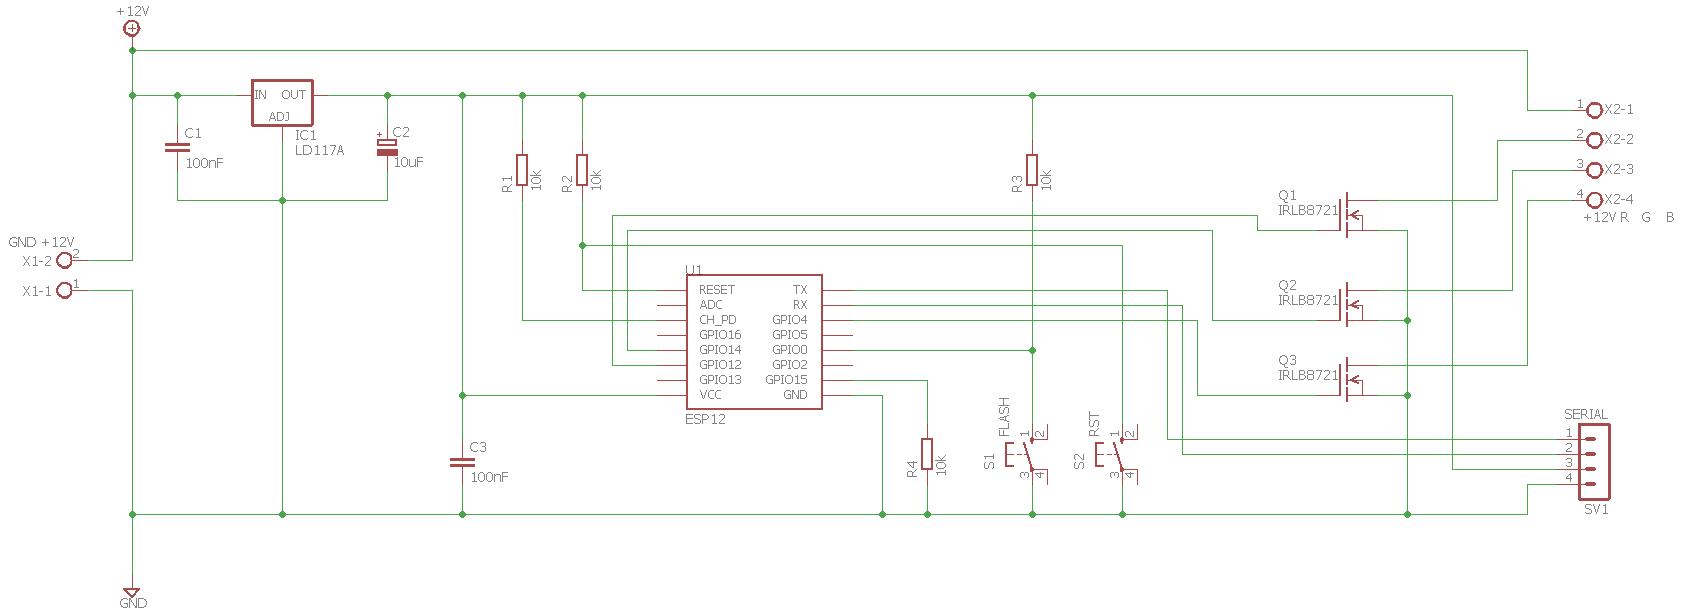 +12V
IN OUT
ADJ
IC1
LD117A
C1
100nF
+
C2
10uF
R1
10k
R2
10k
R3
10k
1 X2-1
2 X2-2
3 X2-3
4 X2-4
+12V R G B
Q1
IRLB8721
GND +12V
X1-2 2
X1-1 1
U1
RESET TX
ADC RX
CH_PD GPIO4
GPIO16 GPIO5
GPIO14 GPIO0
GPIO12 GPIO2
GPIO13 GPIO15
VCC GND
ESP12
Q2
IRLB8721
Q3
IRLB8721
C3
100nF
R4
10k
FLASH
S1
1 2
3 4
RST
S2
1 2
3 4
SERIAL
1
2
3
4
SV1
GND